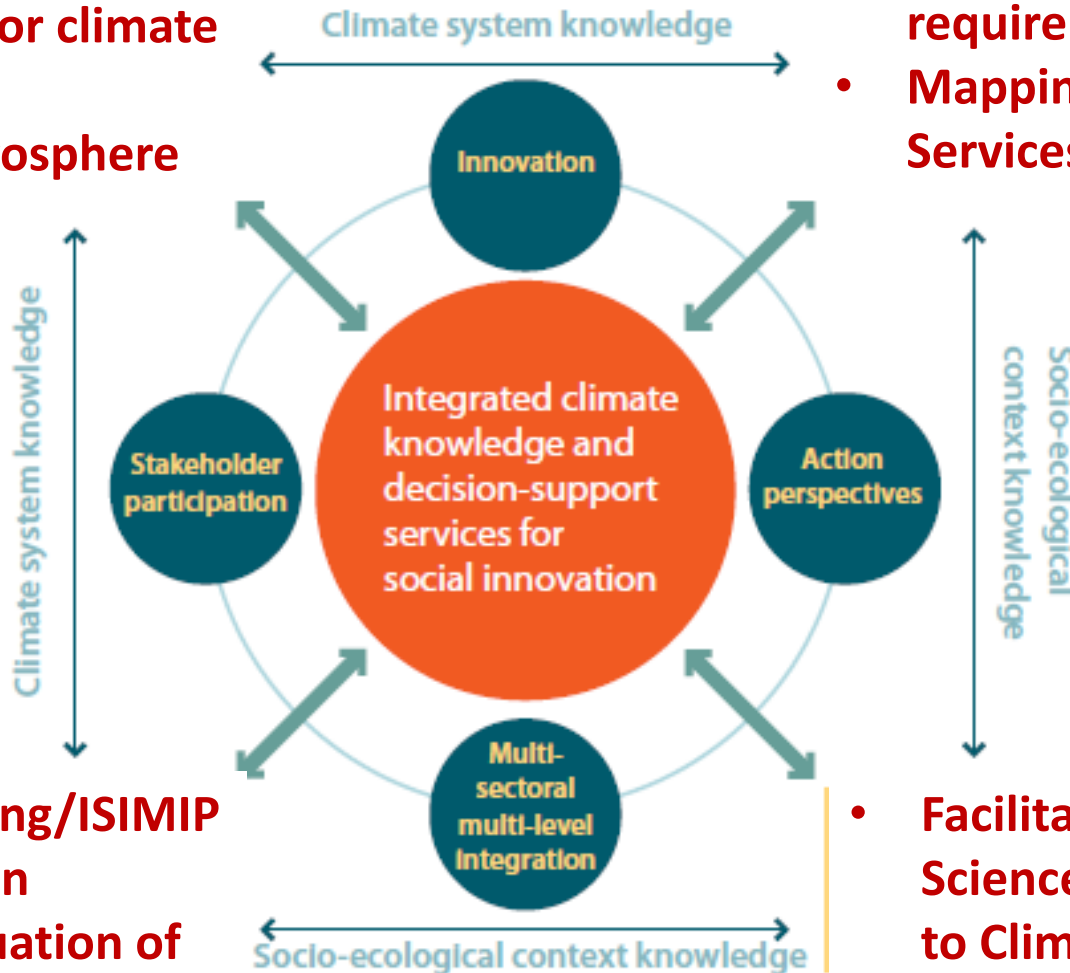 or climate
osphere
Climate system knowledge
require
• Mappin
Services
Innovation
Climate system knowledge
Stakeholder
participation
Integrated climate
knowledge and
decision-support
services for
social innovation
Action
perspectives
Socio-ecological
context knowledge
Multi-
sectoral
multi-level
integration
ng/ISIMIP
n
uation of
Socio-ecological context knowledge
• Facilita
Science
to Clim